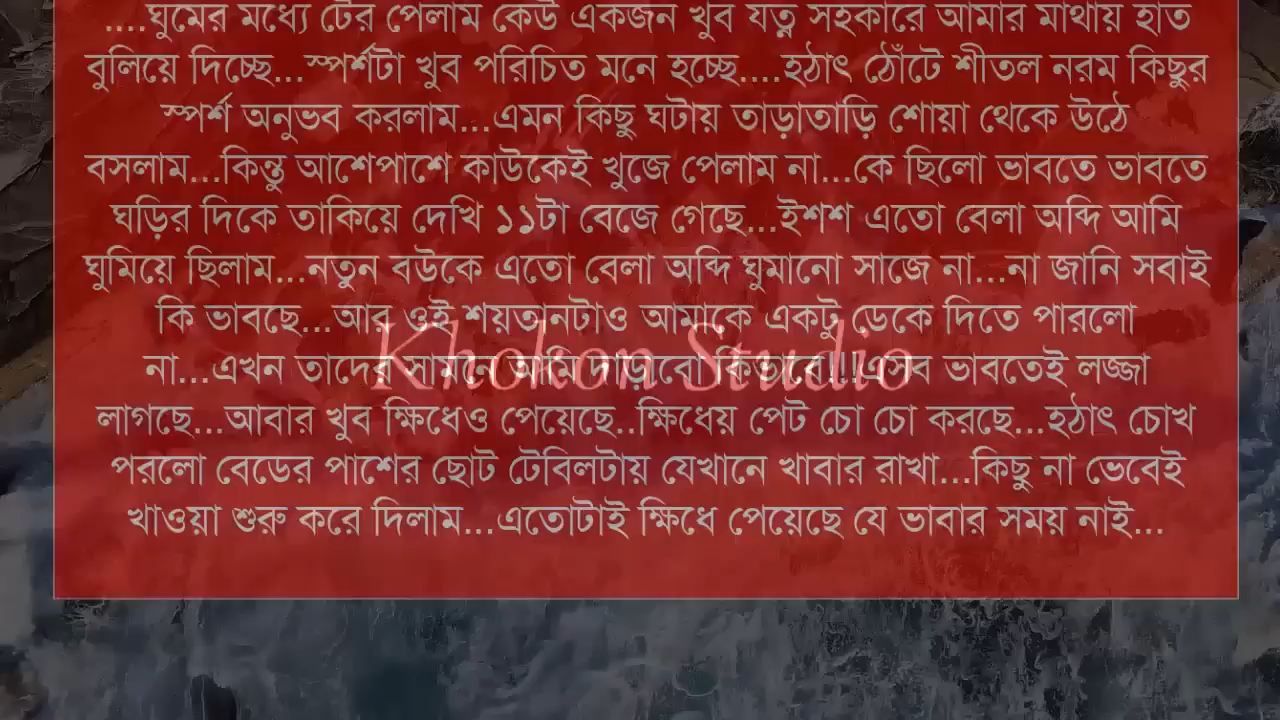 ....ঘুমের মধ্যে টের পেলাম কেউ একজন খুব যত্ন সহকারে আমার মাথায় হাত
বুলিয়ে দিচ্ছে...স্পর্শটা খুব পরিচিত মনে হচ্ছে....হঠাৎ ঠোঁটে শীতল নরম কিছুর
স্পর্শ অনুভব করলাম...এমন কিছু ঘটায় তাড়াতাড়ি শোয়া থেকে উঠে
বসলাম...কিন্তু আশেপাশে কাউকেই খুজে পেলাম না...কে ছিলো ভাবতে ভাবতে
ঘড়ির দিকে তাকিয়ে দেখি ১১টা বেজে গেছে...ইশশ এতো বেলা অব্দি আমি
ঘুমিয়ে ছিলাম...নতুন বউকে এতো বেলা অব্দি ঘুমানো সাজে না...না জানি সবাই
কি ভাবছে...আর ওই শয়তানটাও আমাকে একটু ডেকে দিতে পারলো
না...এখন তাদের সামনে আমি দাড়াবো কিভাবে!!!এসব ভাবতেই লজ্জা
লাগছে...আবার খুব ক্ষিধেও পেয়েছে..ক্ষিধেয় পেট চো চো করছে...হঠাৎ চোখ
পরলো বেডের পাশের ছোট টেবিলটায় যেখানে খাবার রাখা...কিছু না ভেবেই
খাওয়া শুরু করে দিলাম...এতোটাই ক্ষিধে পেয়েছে যে ভাবার সময় নাই...
Khokon Studio